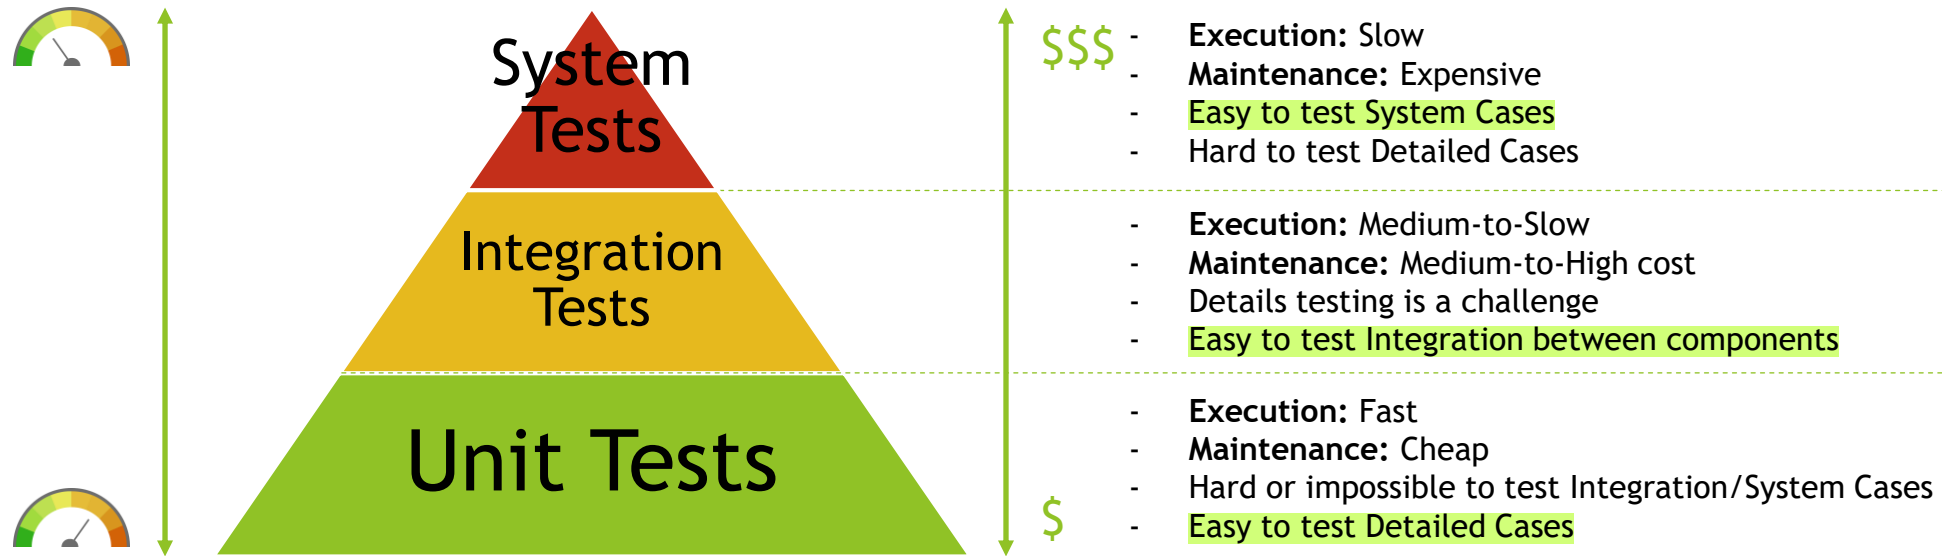 System
Tests
Integration
Tests
Unit Tests
$$$
- Execution: Slow
- Maintenance: Expensive
- Easy to test System Cases
- Hard to test Detailed Cases
- Execution: Medium-to-Slow
- Maintenance: Medium-to-High cost
- Details testing is a challenge
- Easy to test Integration between components
- Execution: Fast
- Maintenance: Cheap
- Hard or impossible to test Integration/System Cases
- Easy to test Detailed Cases
$